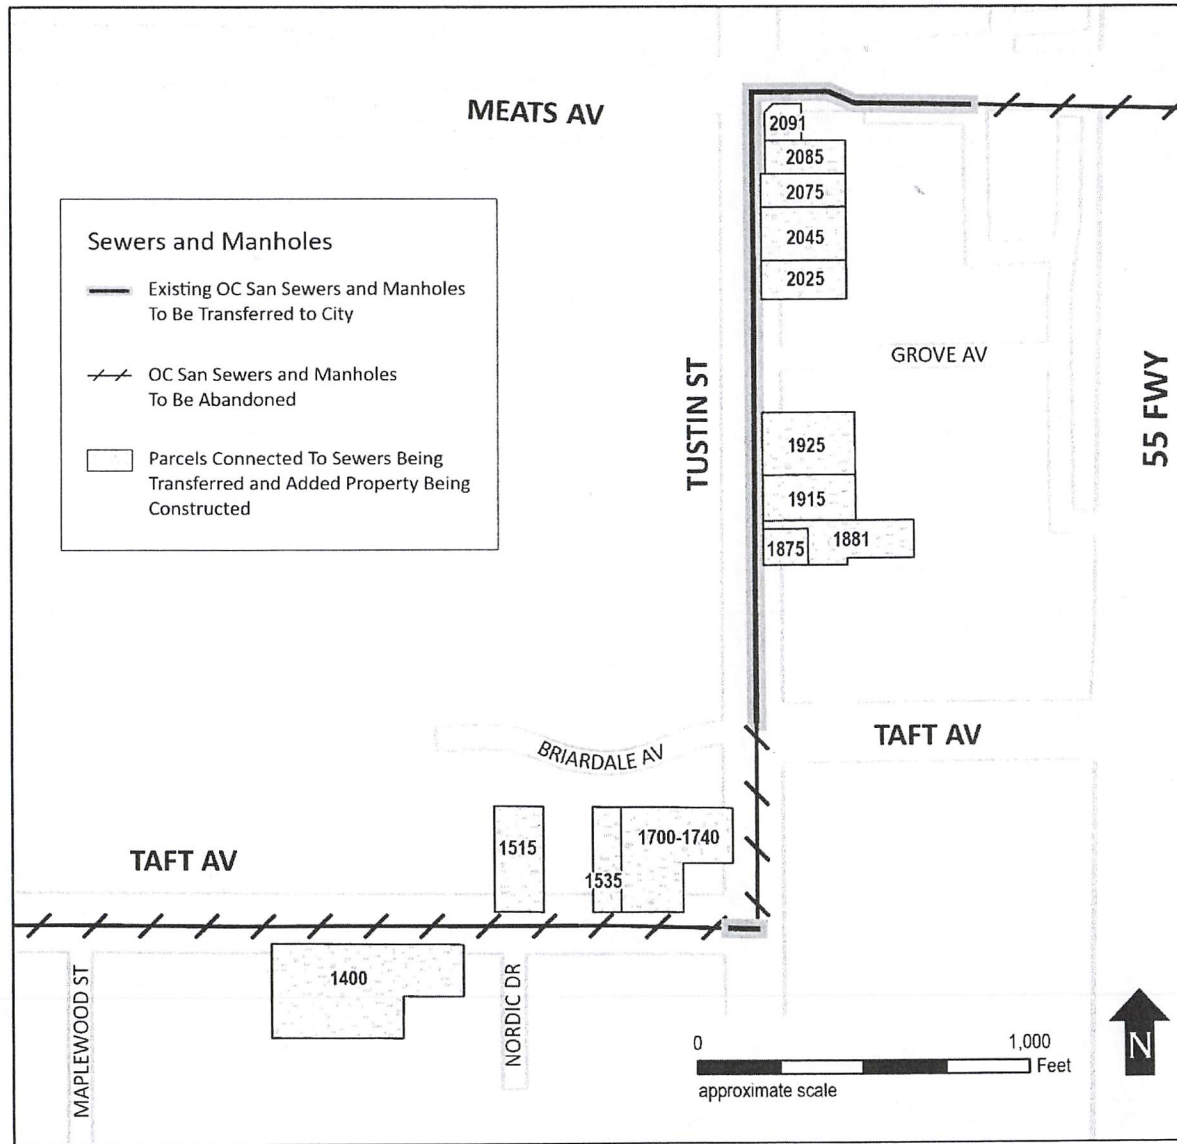 MEATS AV
2091
2085
2075
2045
2025
Sewers and Manholes
Existing OC San Sewers and Manholes
To Be Transferred to City
OC San Sewers and Manholes
To Be Abandoned
Parcels Connected To Sewers Being
Transferred and Added Property Being
Constructed
TUSTIN ST
GROVE AV
55 FWY
1925
1915
1881
1875
TAFT AV
BRIARDALE AV
1515
1535
1700-1740
TAFT AV
1400
MAPLEWOOD ST
NORDIC DR
0
1,000
Feet
approximate scale
N